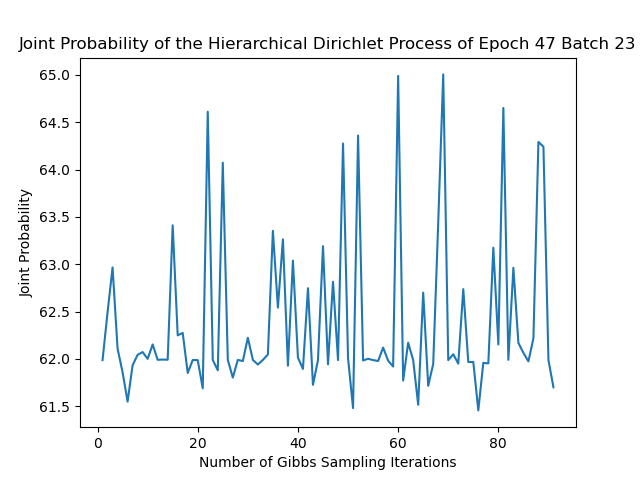 Joint Probability of the Hierarchical Dirichlet Process of Epoch 47 Batch 23
65.0
64.5
64.0
63.5
63.0
62.5
62.0
61.5
Joint Probability
0 20 40 60 80
Number of Gibbs Sampling Iterations